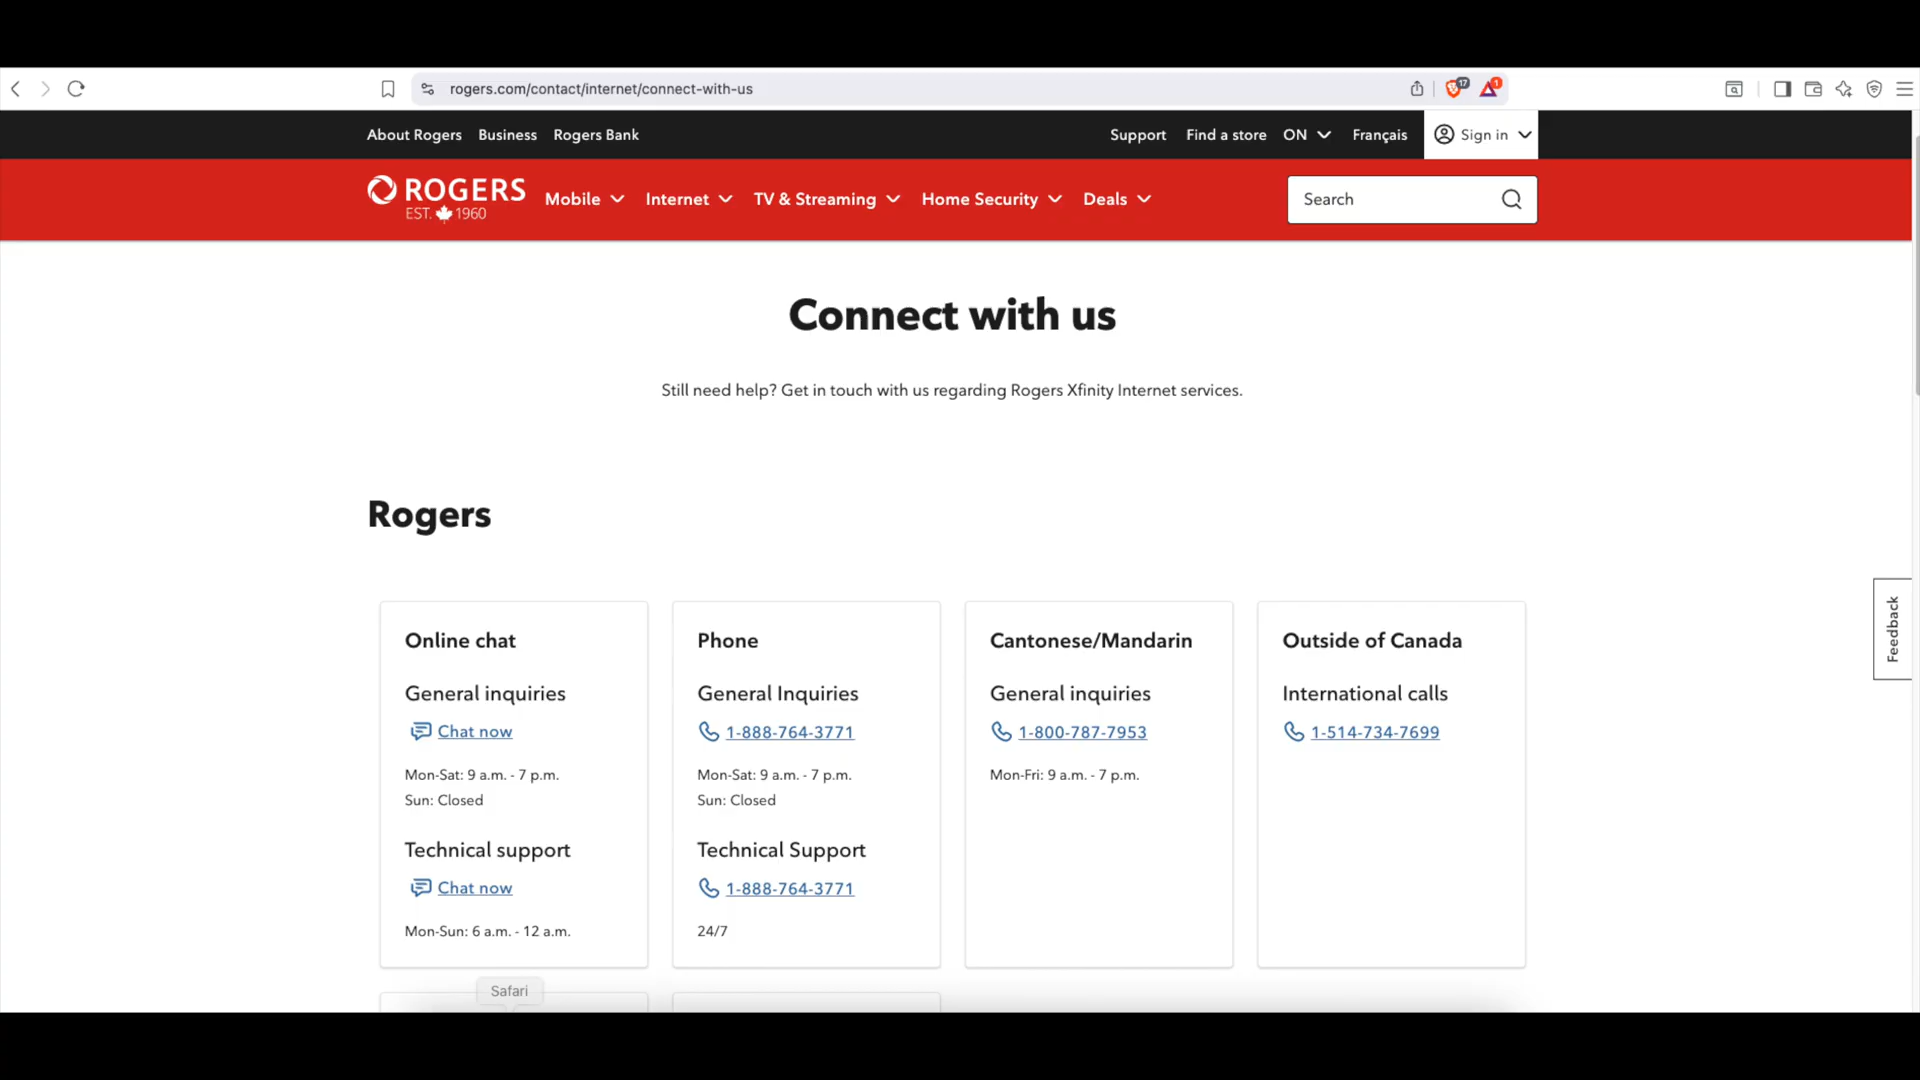 rogers.com/contact/internet/connect-with-us
17
1
About Rogers Business Rogers Bank
Support Find a store ON Français Sign in
ROGERS
EST. 1960
Mobile Internet TV & Streaming Home Security Deals
Search
Connect with us
Still need help? Get in touch with us regarding Rogers Xfinity Internet services.
Rogers
Online chat
General inquiries
Chat now
Mon-Sat: 9 a.m. - 7 p.m.
Sun: Closed
Technical support
Chat now
Mon-Sun: 6 a.m. - 12 a.m.
Phone
General Inquiries
1-888-764-3771
Mon-Sat: 9 a.m. - 7 p.m.
Sun: Closed
Technical Support
1-888-764-3771
24/7
Cantonese/Mandarin
General inquiries
1-800-787-7953
Mon-Fri: 9 a.m. - 7 p.m.
Outside of Canada
International calls
1-514-734-7699
Feedback
Safari